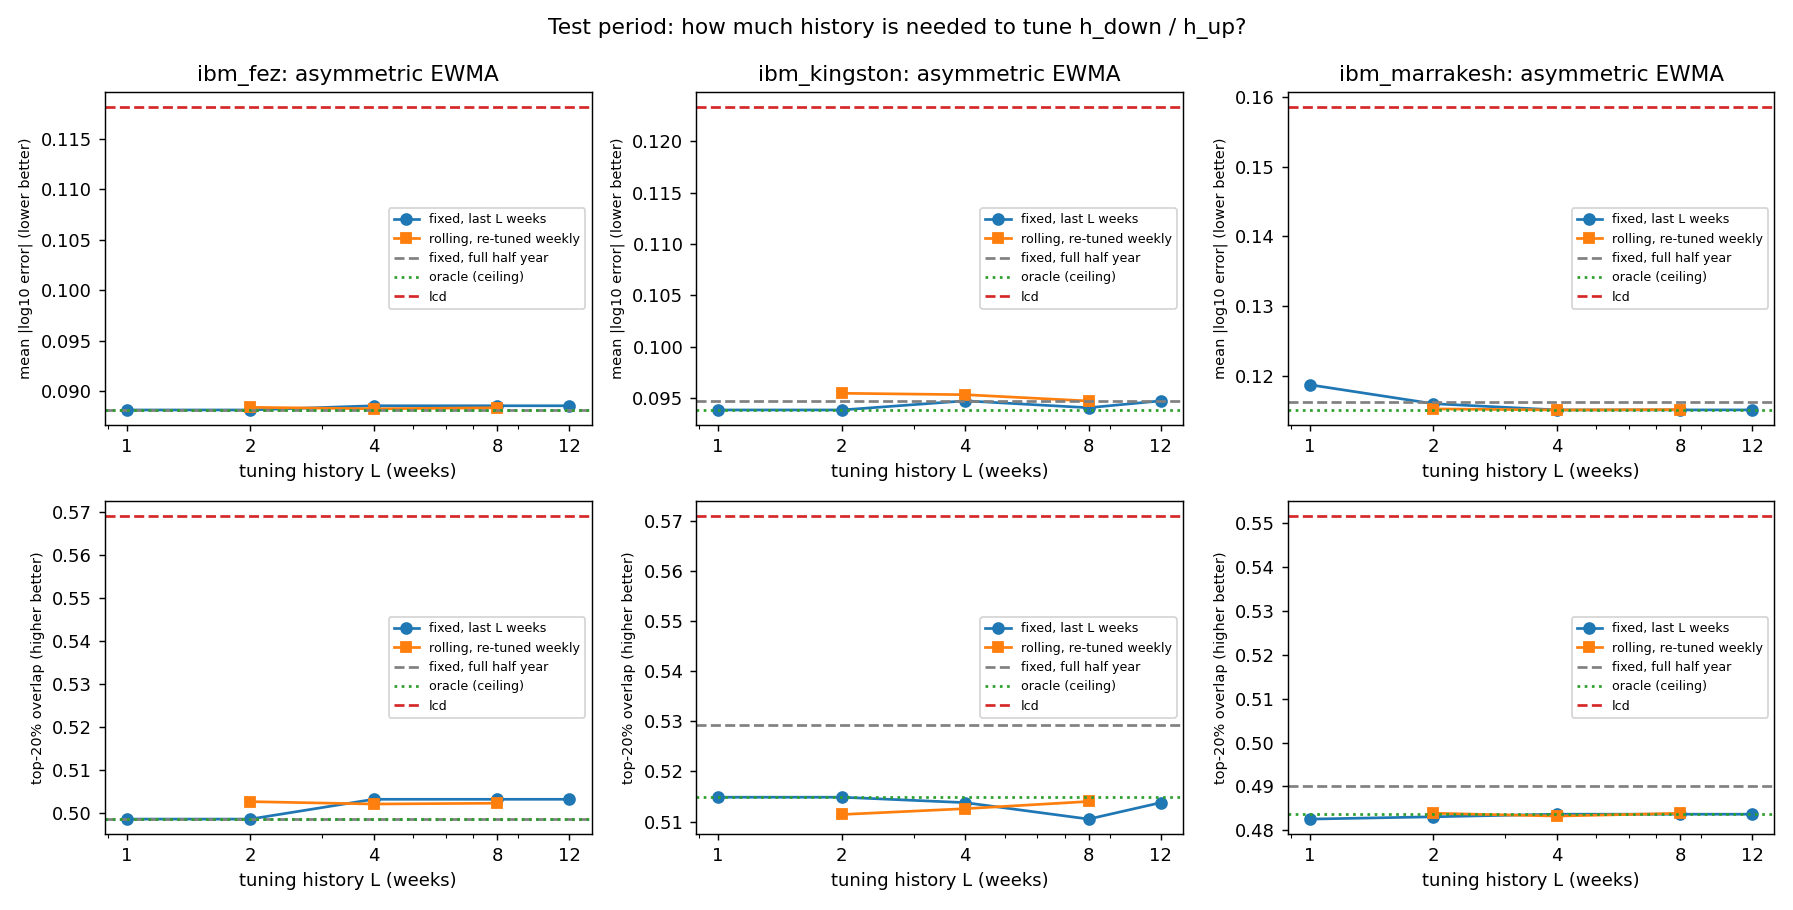 Test period: how much history is needed to tune h_down / h_up?
ibm_fez: asymmetric EWMA
mean |log10 error| (lower better)
0.115
0.110
0.105
0.100
0.095
0.090
fixed, last L weeks
rolling, re-tuned weekly
fixed, full half year
oracle (ceiling)
lcd
1 2 4 8 12
tuning history L (weeks)
ibm_kingston: asymmetric EWMA
mean |log10 error| (lower better)
0.120
0.115
0.110
0.105
0.100
0.095
fixed, last L weeks
rolling, re-tuned weekly
fixed, full half year
oracle (ceiling)
lcd
1 2 4 8 12
tuning history L (weeks)
ibm_marrakesh: asymmetric EWMA
mean |log10 error| (lower better)
0.16
0.15
0.14
0.13
0.12
fixed, last L weeks
rolling, re-tuned weekly
fixed, full half year
oracle (ceiling)
lcd
1 2 4 8 12
tuning history L (weeks)
top-20% overlap (higher better)
0.57
0.56
0.55
0.54
0.53
0.52
0.51
0.50
fixed, last L weeks
rolling, re-tuned weekly
fixed, full half year
oracle (ceiling)
lcd
1 2 4 8 12
tuning history L (weeks)
top-20% overlap (higher better)
0.57
0.56
0.55
0.54
0.53
0.52
0.51
fixed, last L weeks
rolling, re-tuned weekly
fixed, full half year
oracle (ceiling)
lcd
1 2 4 8 12
tuning history L (weeks)
top-20% overlap (higher better)
0.55
0.54
0.53
0.52
0.51
0.50
0.49
0.48
fixed, last L weeks
rolling, re-tuned weekly
fixed, full half year
oracle (ceiling)
lcd
1 2 4 8 12
tuning history L (weeks)